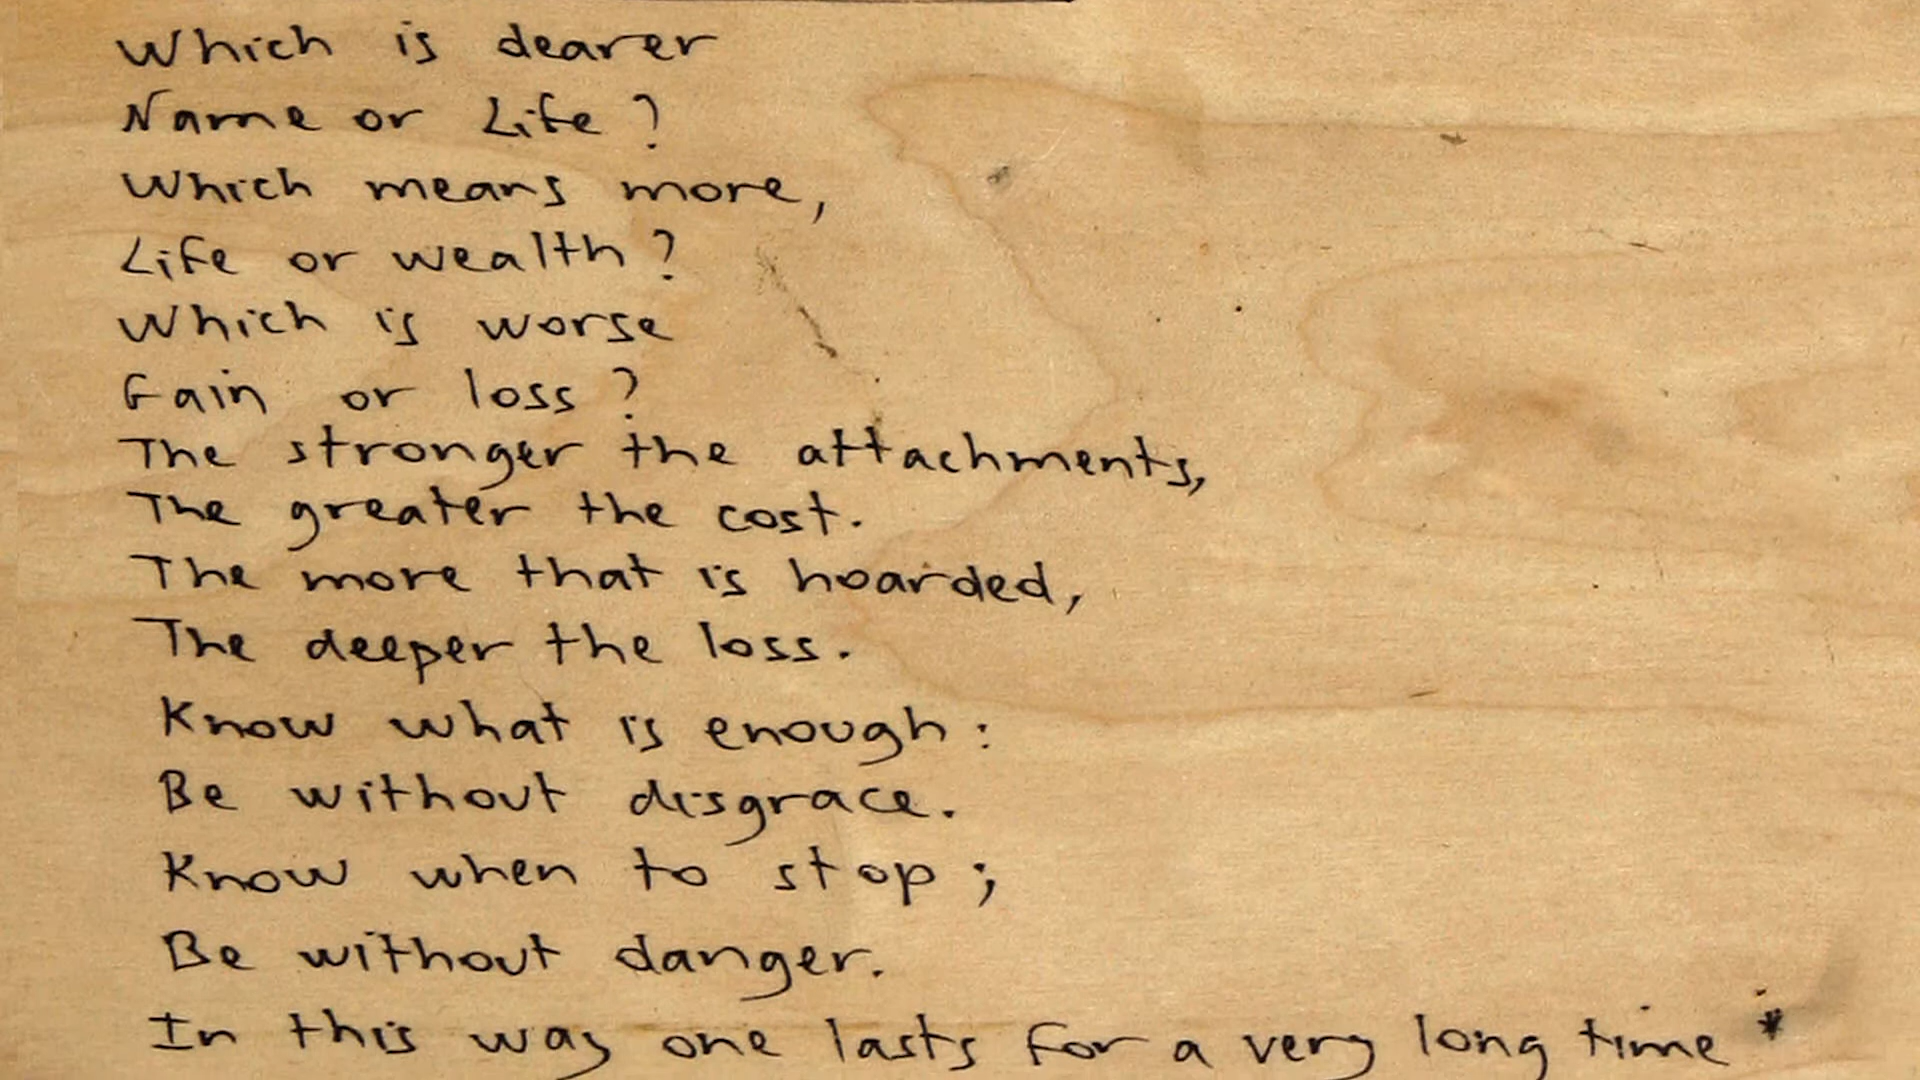 Which is dearer
Name or Life?
Which means more,
Life or wealth?
Which is worse
Gain or loss?
The stronger the attachments,
The greater the cost.
The more that is hoarded,
The deeper the loss.
Know what is enough:
Be without disgrace.
Know when to stop;
Be without danger.
In this way one lasts for a very long time *